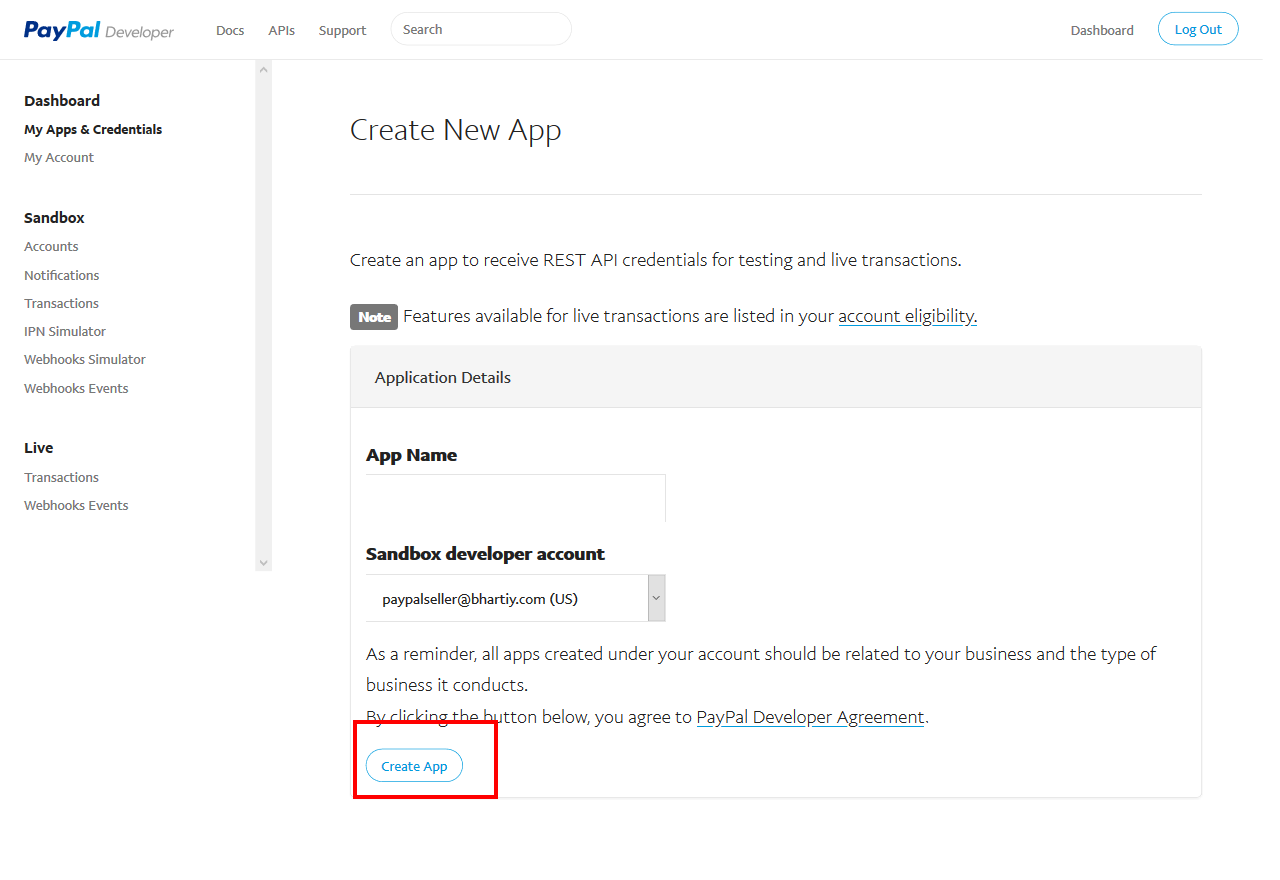 PayPal Developer Docs APIs Support Search Dashboard Log Out
Dashboard
My Apps & Credentials
My Account
Sandbox
Accounts
Notifications
Transactions
IPN Simulator
Webhooks Simulator
Webhooks Events
Live
Transactions
Webhooks Events
Create New App
Create an app to receive REST API credentials for testing and live transactions.
Note Features available for live transactions are listed in your account eligibility.
Application Details
App Name
Sandbox developer account
paypalseller@bhartiy.com (US)
As a reminder, all apps created under your account should be related to your business and the type of
business it conducts.
By clicking the button below, you agree to PayPal Developer Agreement.
Create App